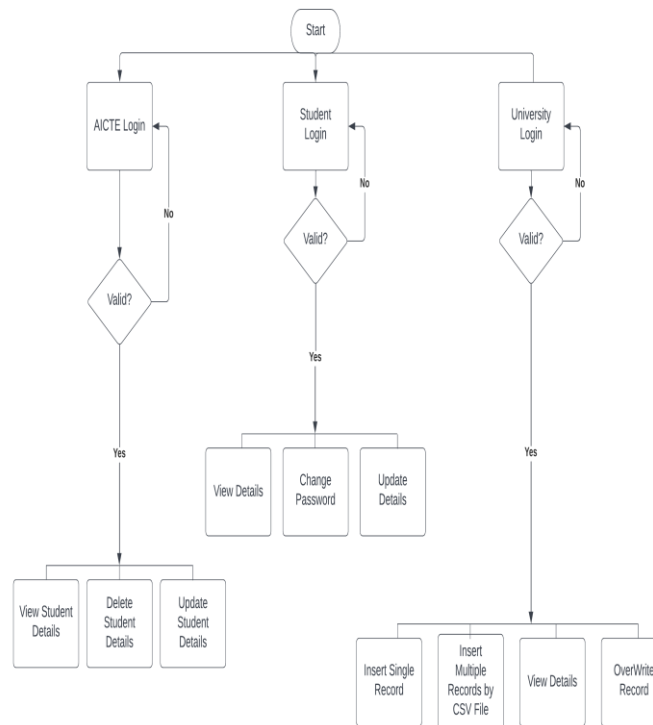 Start
AICTE Login
Student
Login
University
Login
No
No
No
Valid?
Valid?
Valid?
Yes
Yes
Yes
View Details
Change
Password
Update
Details
View Student
Details
Delete
Student
Details
Update
Student
Details
Insert Single
Record
Insert
Multiple
Records by
CSV File
View Details
OverWrite
Record